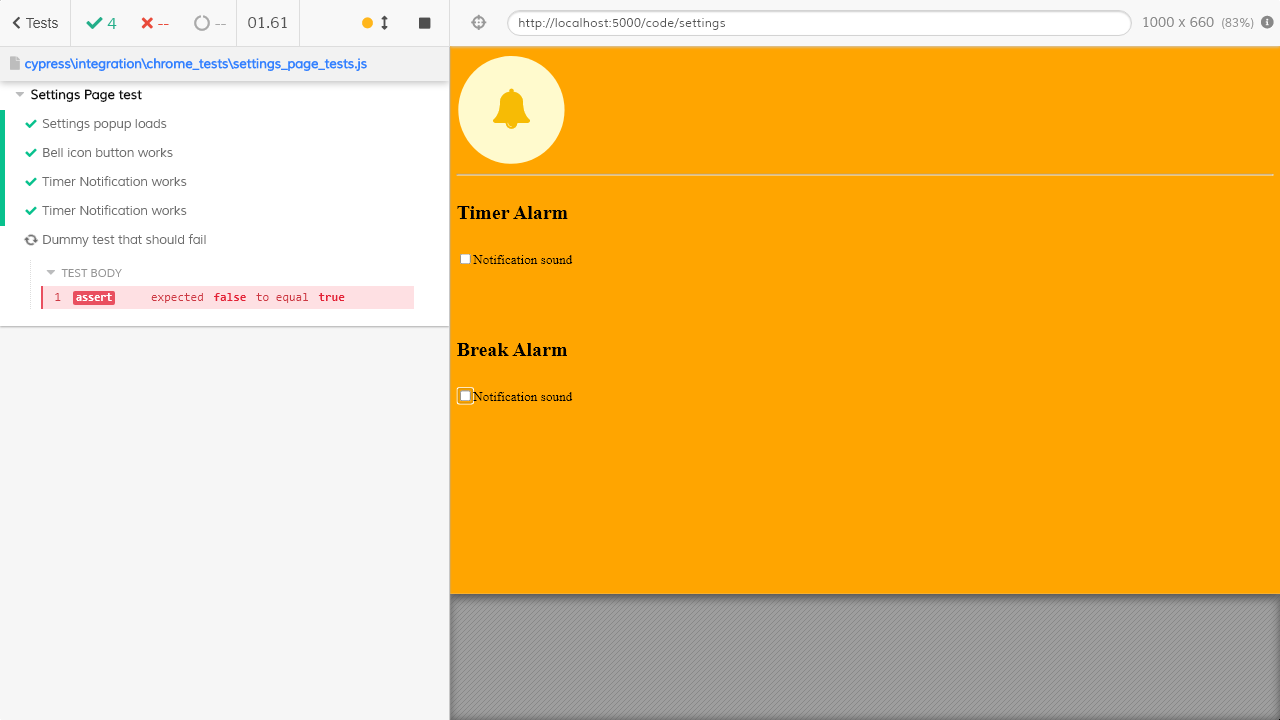 Tests 4 -- -- 01.61
cypress\integration\chrome_tests\settings_page_tests.js
Settings Page test
Settings popup loads
Bell icon button works
Timer Notification works
Timer Notification works
Dummy test that should fail
TEST BODY
1 assert expected false to equal true
http://localhost:5000/code/settings 1000 x 660 (83%)
Timer Alarm
Notification sound
Break Alarm
Notification sound